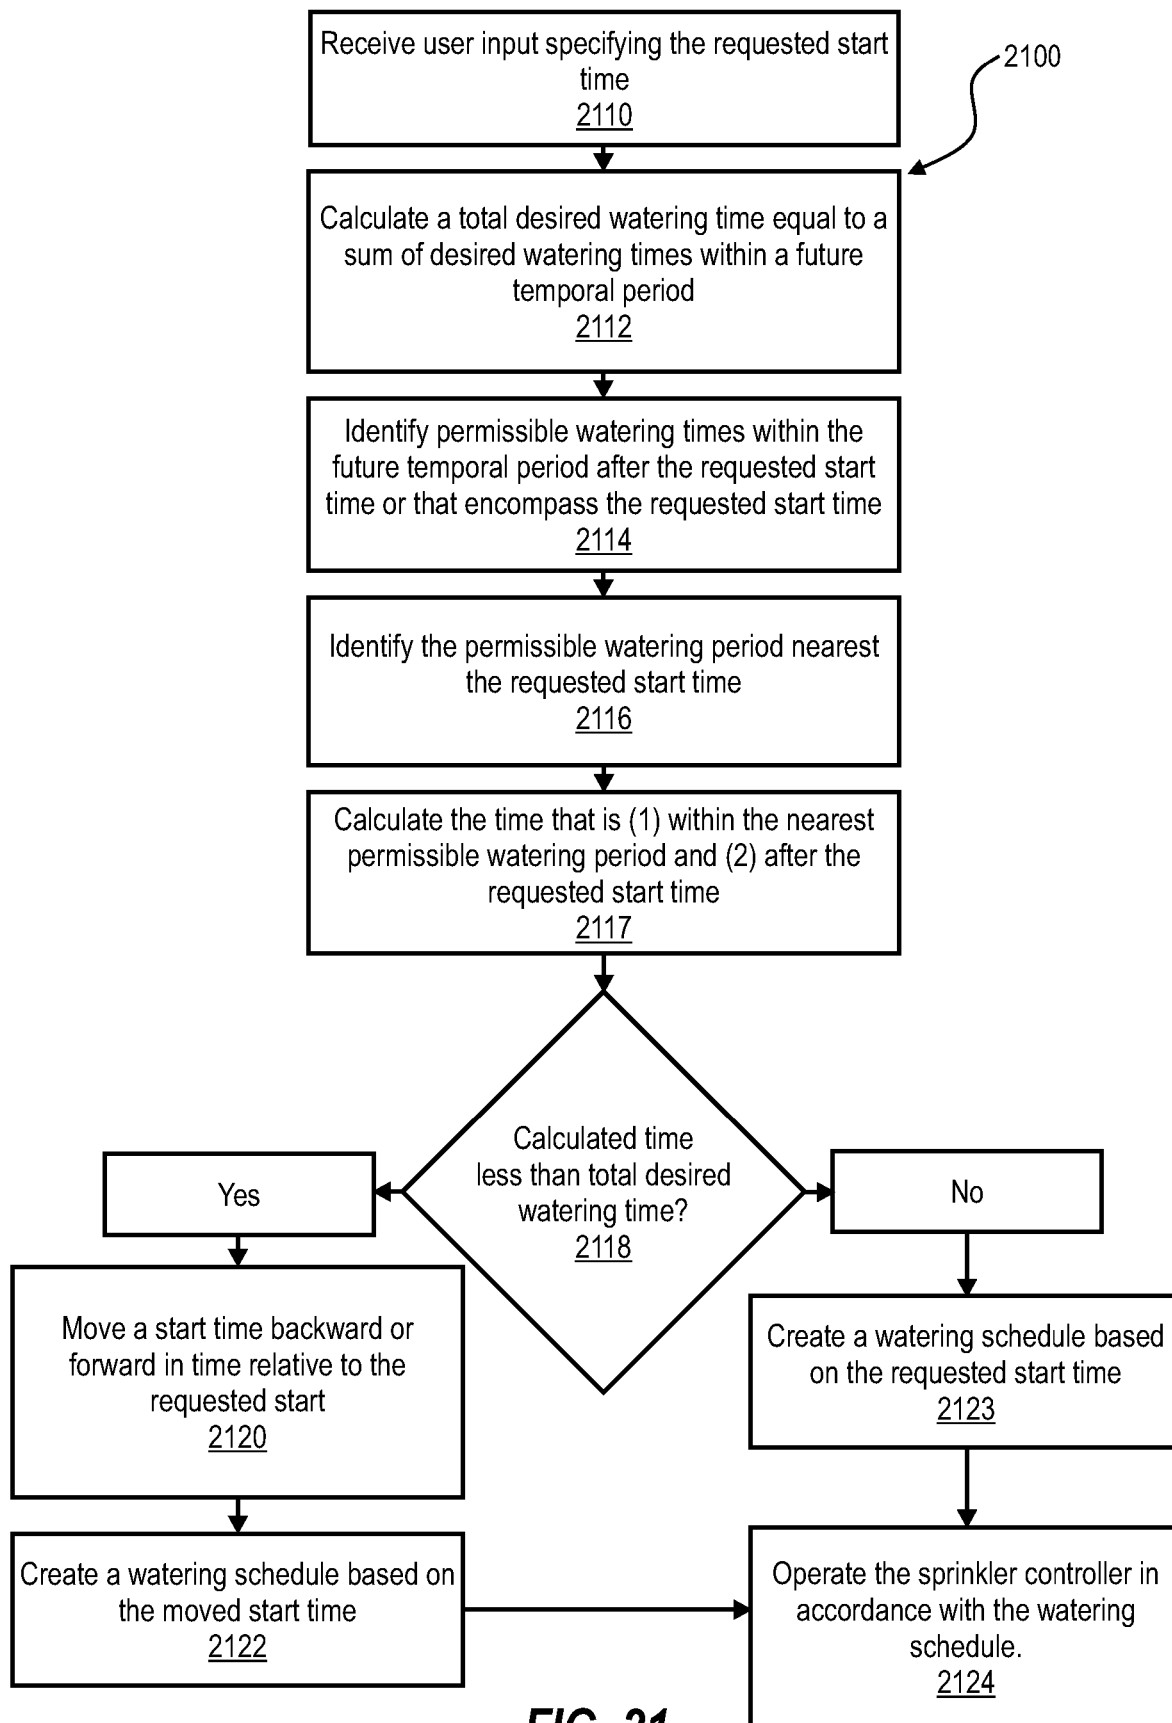 Receive user input specifying the requested start
time
2110
2100
Calculate a total desired watering time equal to a
sum of desired watering times within a future
temporal period
2112
Identify permissible watering times within the
future temporal period after the requested start
time or that encompass the requested start time
2114
Identify the permissible watering period nearest
the requested start time
2116
Calculate the time that is (1) within the nearest
permissible watering period and (2) after the
requested start time
2117
Calculated time
less than total desired
watering time?
2118
Yes
No
Move a start time backward or
forward in time relative to the
requested start
2120
Create a watering schedule based
on the requested start time
2123
Create a watering schedule based on
the moved start time
2122
Operate the sprinkler controller in
accordance with the watering
schedule.
2124
FIG. 21